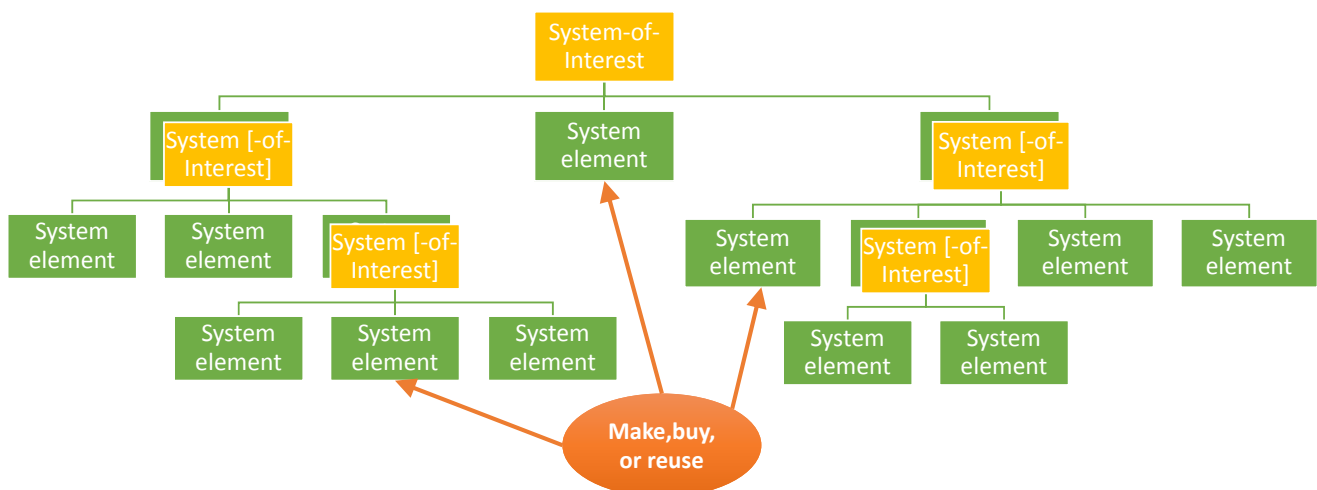 System-of-
Interest
System [-of-
Interest]
System
element
System [-of-
Interest]
System
element
System
element
System [-of-
Interest]
System
element
System [-of-
Interest]
System
element
System
element
System
element
System
element
System
element
System
element
System
element
Make,buy,
or reuse